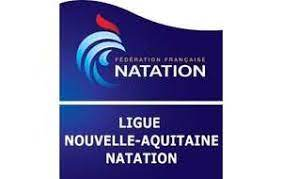 FÉDÉRATION FRANÇAISE
NATATION
LIGUE
NOUVELLE-AQUITAINE
NATATION